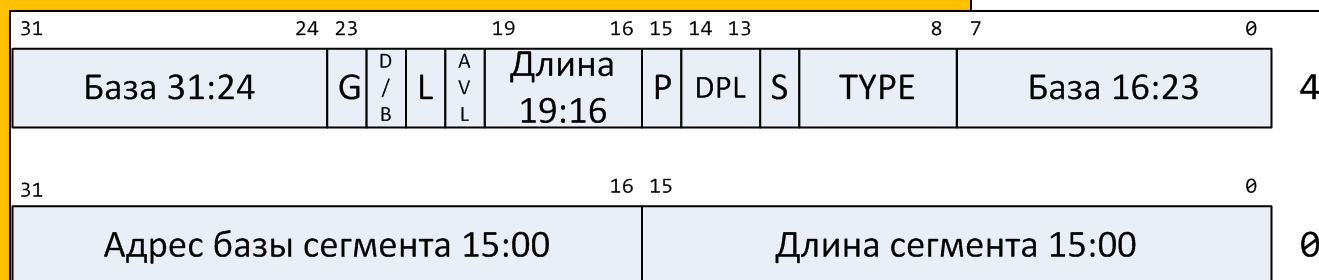 31 24 23 19 16 15 14 13 8 7 0
База 31:24 G D/B L AVL Длина 19:16 P DPL S TYPE База 16:23 4
31 16 15 0
Адрес базы сегмента 15:00 Длина сегмента 15:00 0